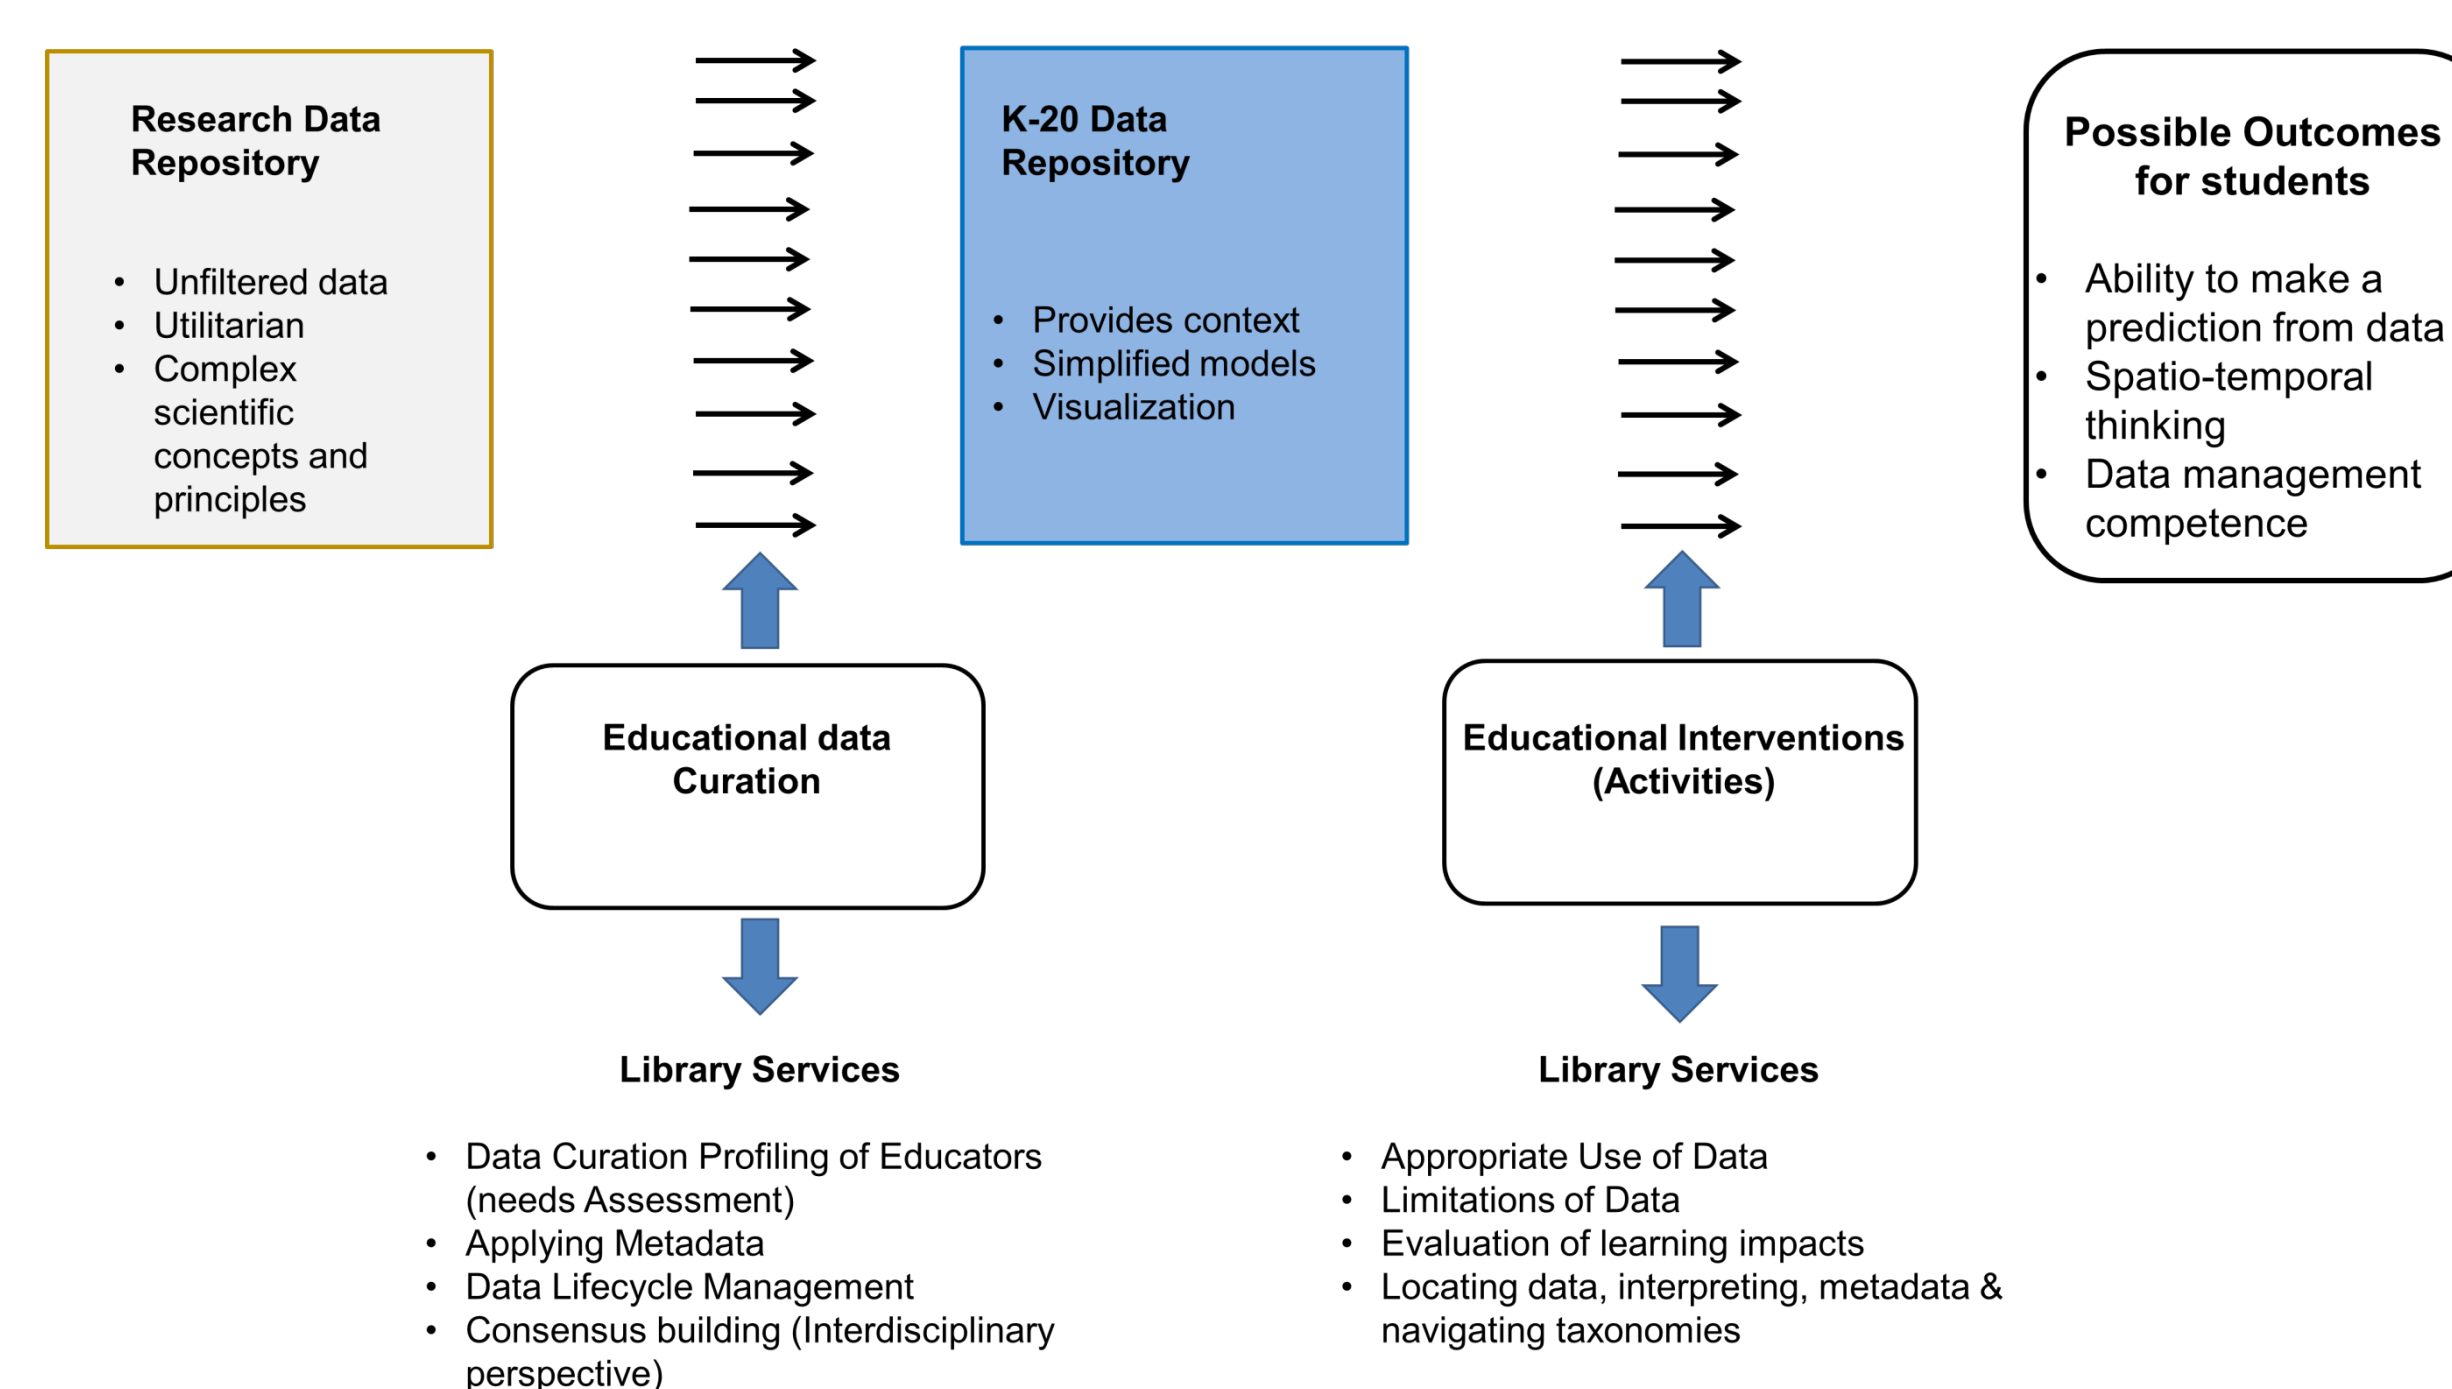 Research Data
Repository
• Unfiltered data
• Utilitarian
• Complex
scientific
concepts and
principles
K-20 Data
Repository
• Provides context
• Simplified models
• Visualization
Possible Outcomes
for students
• Ability to make a
prediction from data
• Spatio-temporal
thinking
• Data management
competence
Educational data
Curation
Educational Interventions
(Activities)
Library Services
• Data Curation Profiling of Educators
(needs Assessment)
• Applying Metadata
• Data Lifecycle Management
• Consensus building (Interdisciplinary
perspective)
Library Services
• Appropriate Use of Data
• Limitations of Data
• Evaluation of learning impacts
• Locating data, interpreting, metadata &
navigating taxonomies